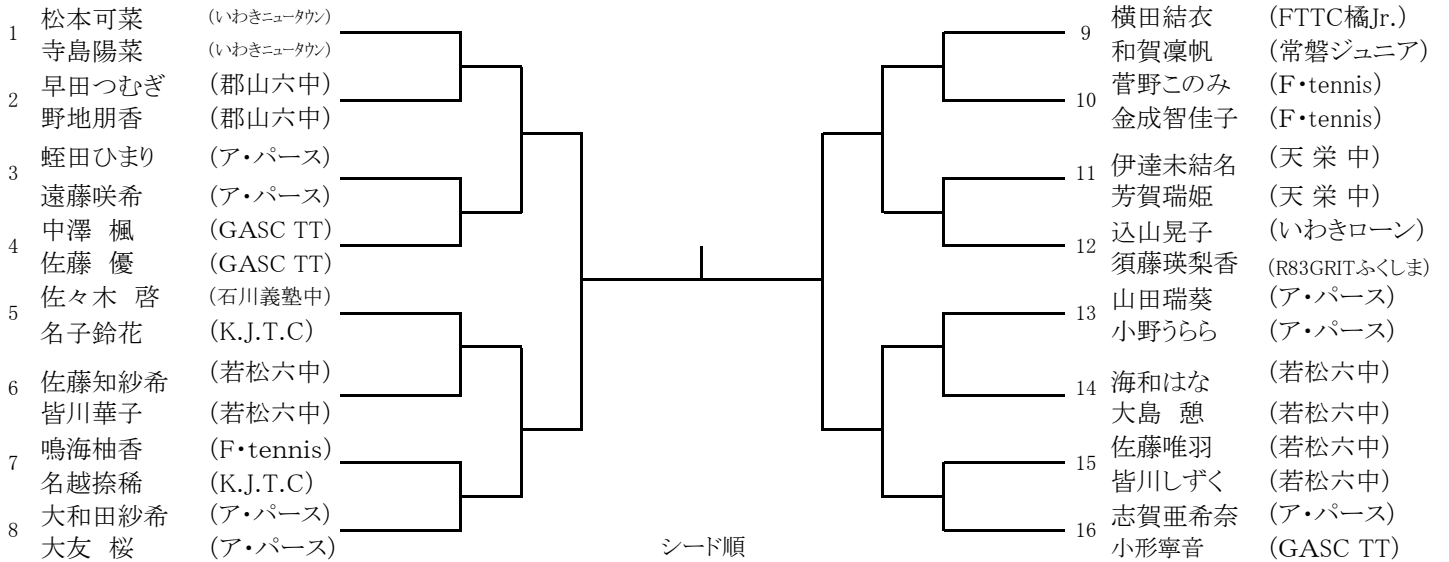 1 松本可菜 (いわきニュータウン)
寺島陽菜 (いわきニュータウン)
2 早田つむぎ (郡山六中)
野地朋香 (郡山六中)
3 蛭田ひまり (ア・パース)
遠藤咲希 (ア・パース)
4 中澤 楓 (GASC TT)
佐藤 優 (GASC TT)
5 佐々木 啓 (石川義塾中)
名子鈴花 (K.J.T.C)
6 佐藤知紗希 (若松六中)
皆川華子 (若松六中)
7 鳴海柚香 (F・tennis)
名越捺稀 (K.J.T.C)
8 大和田紗希 (ア・パース)
大友 桜 (ア・パース)
シード順
9 横田結衣 (FTTC橘Jr.)
和賀凜帆 (常磐ジュニア)
10 菅野このみ (F・tennis)
金成智佳子 (F・tennis)
11 伊達未結名 (天 栄 中)
芳賀瑞姫 (天 栄 中)
12 込山晃子 (いわきローン)
須藤瑛梨香 (R83GRITふくしま)
13 山田瑞葵 (ア・パース)
小野うらら (ア・パース)
14 海和はな (若松六中)
大島 憩 (若松六中)
15 佐藤唯羽 (若松六中)
皆川しずく (若松六中)
16 志賀亜希奈 (ア・パース)
小形寧音 (GASC TT)